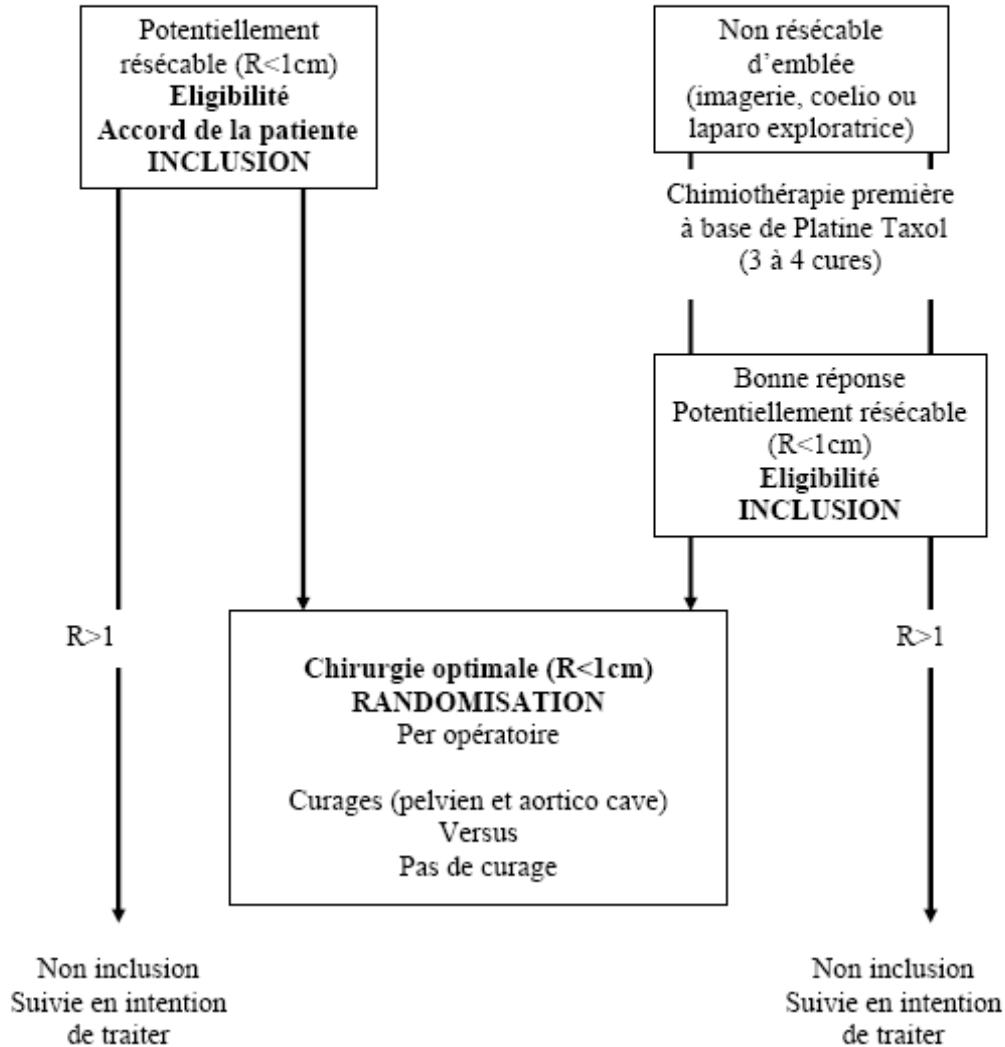 Potentiellement
résécable (R<1cm)
Eligibilité
Accord de la patiente
INCLUSION
Non résécable
d'emblée
(imagerie, coelio ou
laparo exploratrice)
Chimiothérapie première
à base de Platine Taxol
(3 à 4 cures)
Bonne réponse
Potentiellement résécable
(R<1cm)
Eligibilité
INCLUSION
R>1
R>1
Chirurgie optimale (R<1cm)
RANDOMISATION
Per opératoire
Curages (pelvien et aortico cave)
Versus
Pas de curage
Non inclusion
Suivie en intention
de traiter
Non inclusion
Suivie en intention
de traiter